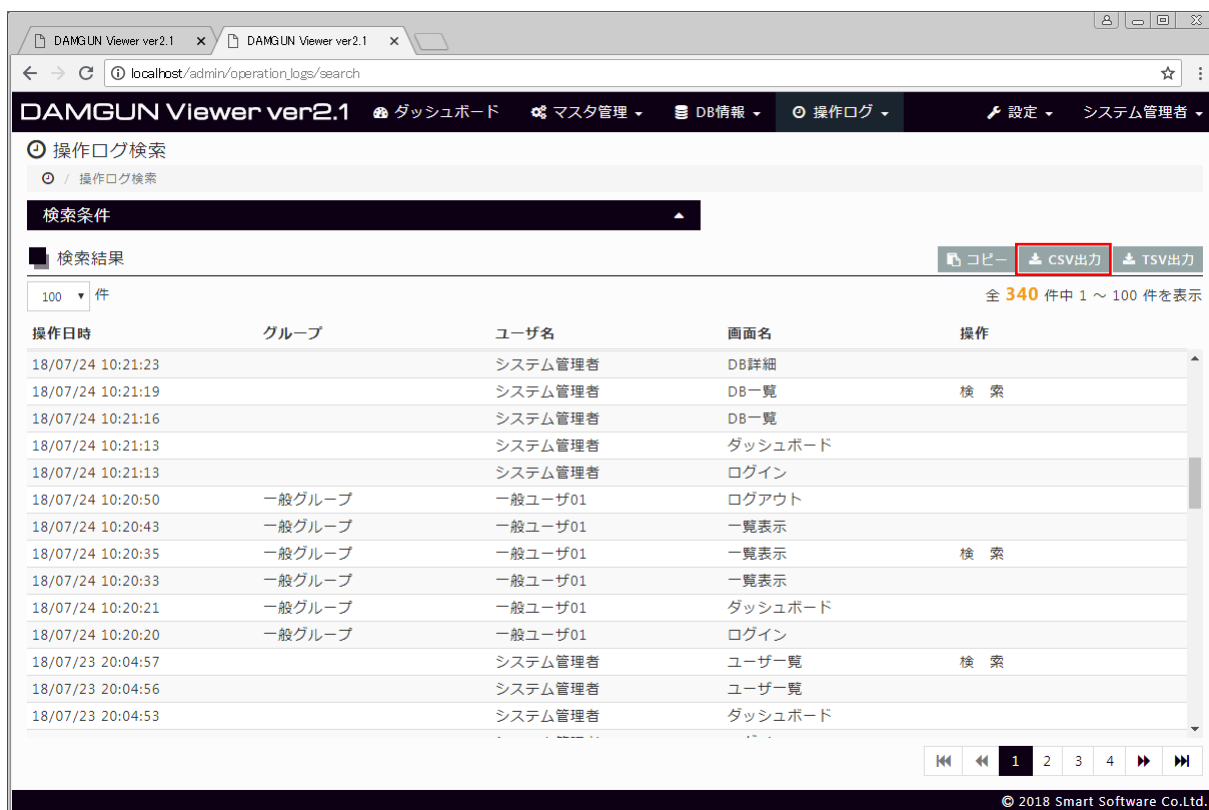 DAMGUN Viewer ver2.1 DAMGUN Viewer ver2.1
localhost/admin/operation_logs/search
DAMGUN Viewer ver2.1 ダッシュボード マスタ管理 DB情報 操作ログ 設定 システム管理者
操作ログ検索
/ 操作ログ検索
検索条件
検索結果 コピー CSV出力 TSV出力
100 件 全 340 件中 1 ～ 100 件を表示
操作日時 グループ ユーザ名 画面名 操作
18/07/24 10:21:23 システム管理者 DB詳細
18/07/24 10:21:19 システム管理者 DB一覧 検 索
18/07/24 10:21:16 システム管理者 DB一覧
18/07/24 10:21:13 システム管理者 ダッシュボード
18/07/24 10:21:13 システム管理者 ログイン
18/07/24 10:20:50 一般グループ 一般ユーザ01 ログアウト
18/07/24 10:20:43 一般グループ 一般ユーザ01 一覧表示
18/07/24 10:20:35 一般グループ 一般ユーザ01 一覧表示 検 索
18/07/24 10:20:33 一般グループ 一般ユーザ01 一覧表示
18/07/24 10:20:21 一般グループ 一般ユーザ01 ダッシュボード
18/07/24 10:20:20 一般グループ 一般ユーザ01 ログイン
18/07/23 20:04:57 システム管理者 ユーザ一覧 検 索
18/07/23 20:04:56 システム管理者 ユーザ一覧
18/07/23 20:04:53 システム管理者 ダッシュボード
1 2 3 4
© 2018 Smart Software Co.Ltd.